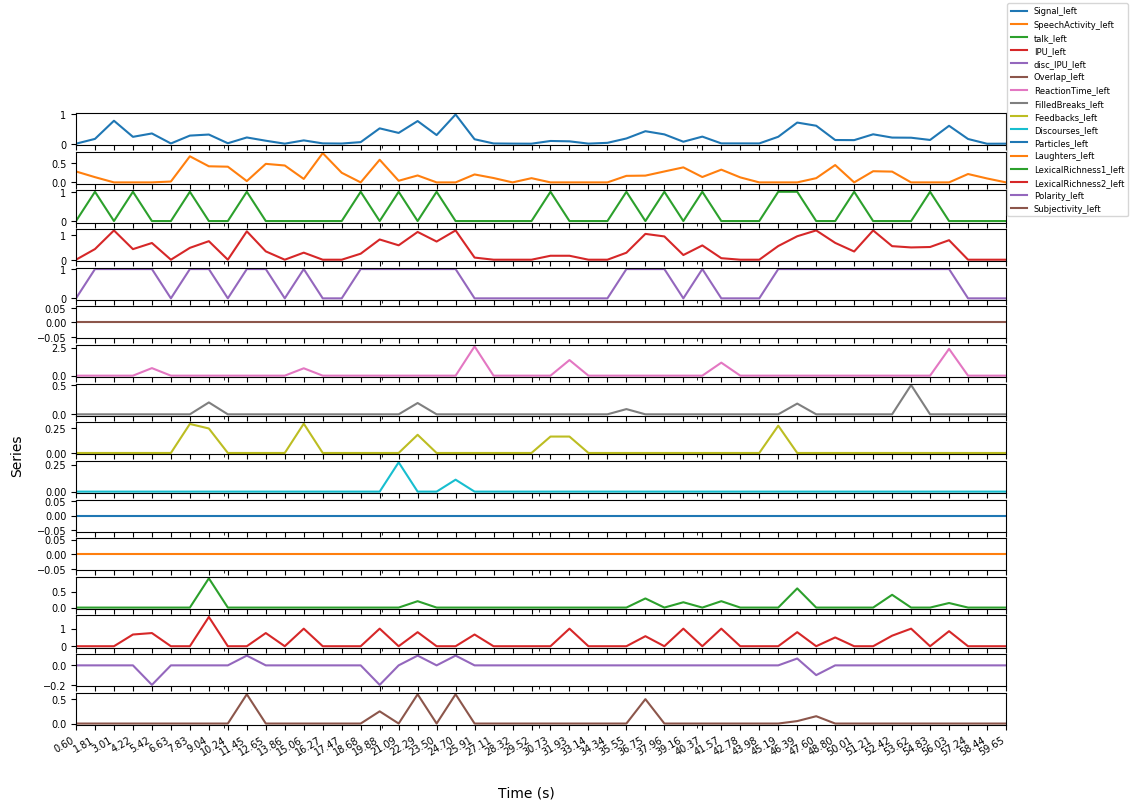 Signal_left
SpeechActivity_left
talk_left
IPU_left
disc_IPU_left
Overlap_left
ReactionTime_left
FilledBreaks_left
Feedbacks_left
Discourses_left
Particles_left
Laughters_left
LexicalRichness1_left
LexicalRichness2_left
Polarity_left
Subjectivity_left
1
0
0.5
0.0
1
0
1
0
1
0
0.05
0.00
−0.05
2.5
0.0
0.5
0.0
0.25
0.00
0.25
0.00
0.05
0.00
−0.05
0.05
0.00
−0.05
0.5
0.0
1
0
0.0
−0.2
0.5
0.0
Series
0.60 1.81 3.01 4.22 5.42 6.63 7.83 9.04 10.24 11.45 12.65 13.86 15.06 16.27 17.47 18.68 19.88 21.09 22.29 23.50 24.70 25.91 27.11 28.32 29.52 30.73 31.93 33.14 34.34 35.55 36.75 37.96 39.16 40.37 41.57 42.78 43.98 45.19 46.39 47.60 48.80 50.01 51.21 52.42 53.62 54.83 56.03 57.24 58.44 59.65
Time (s)